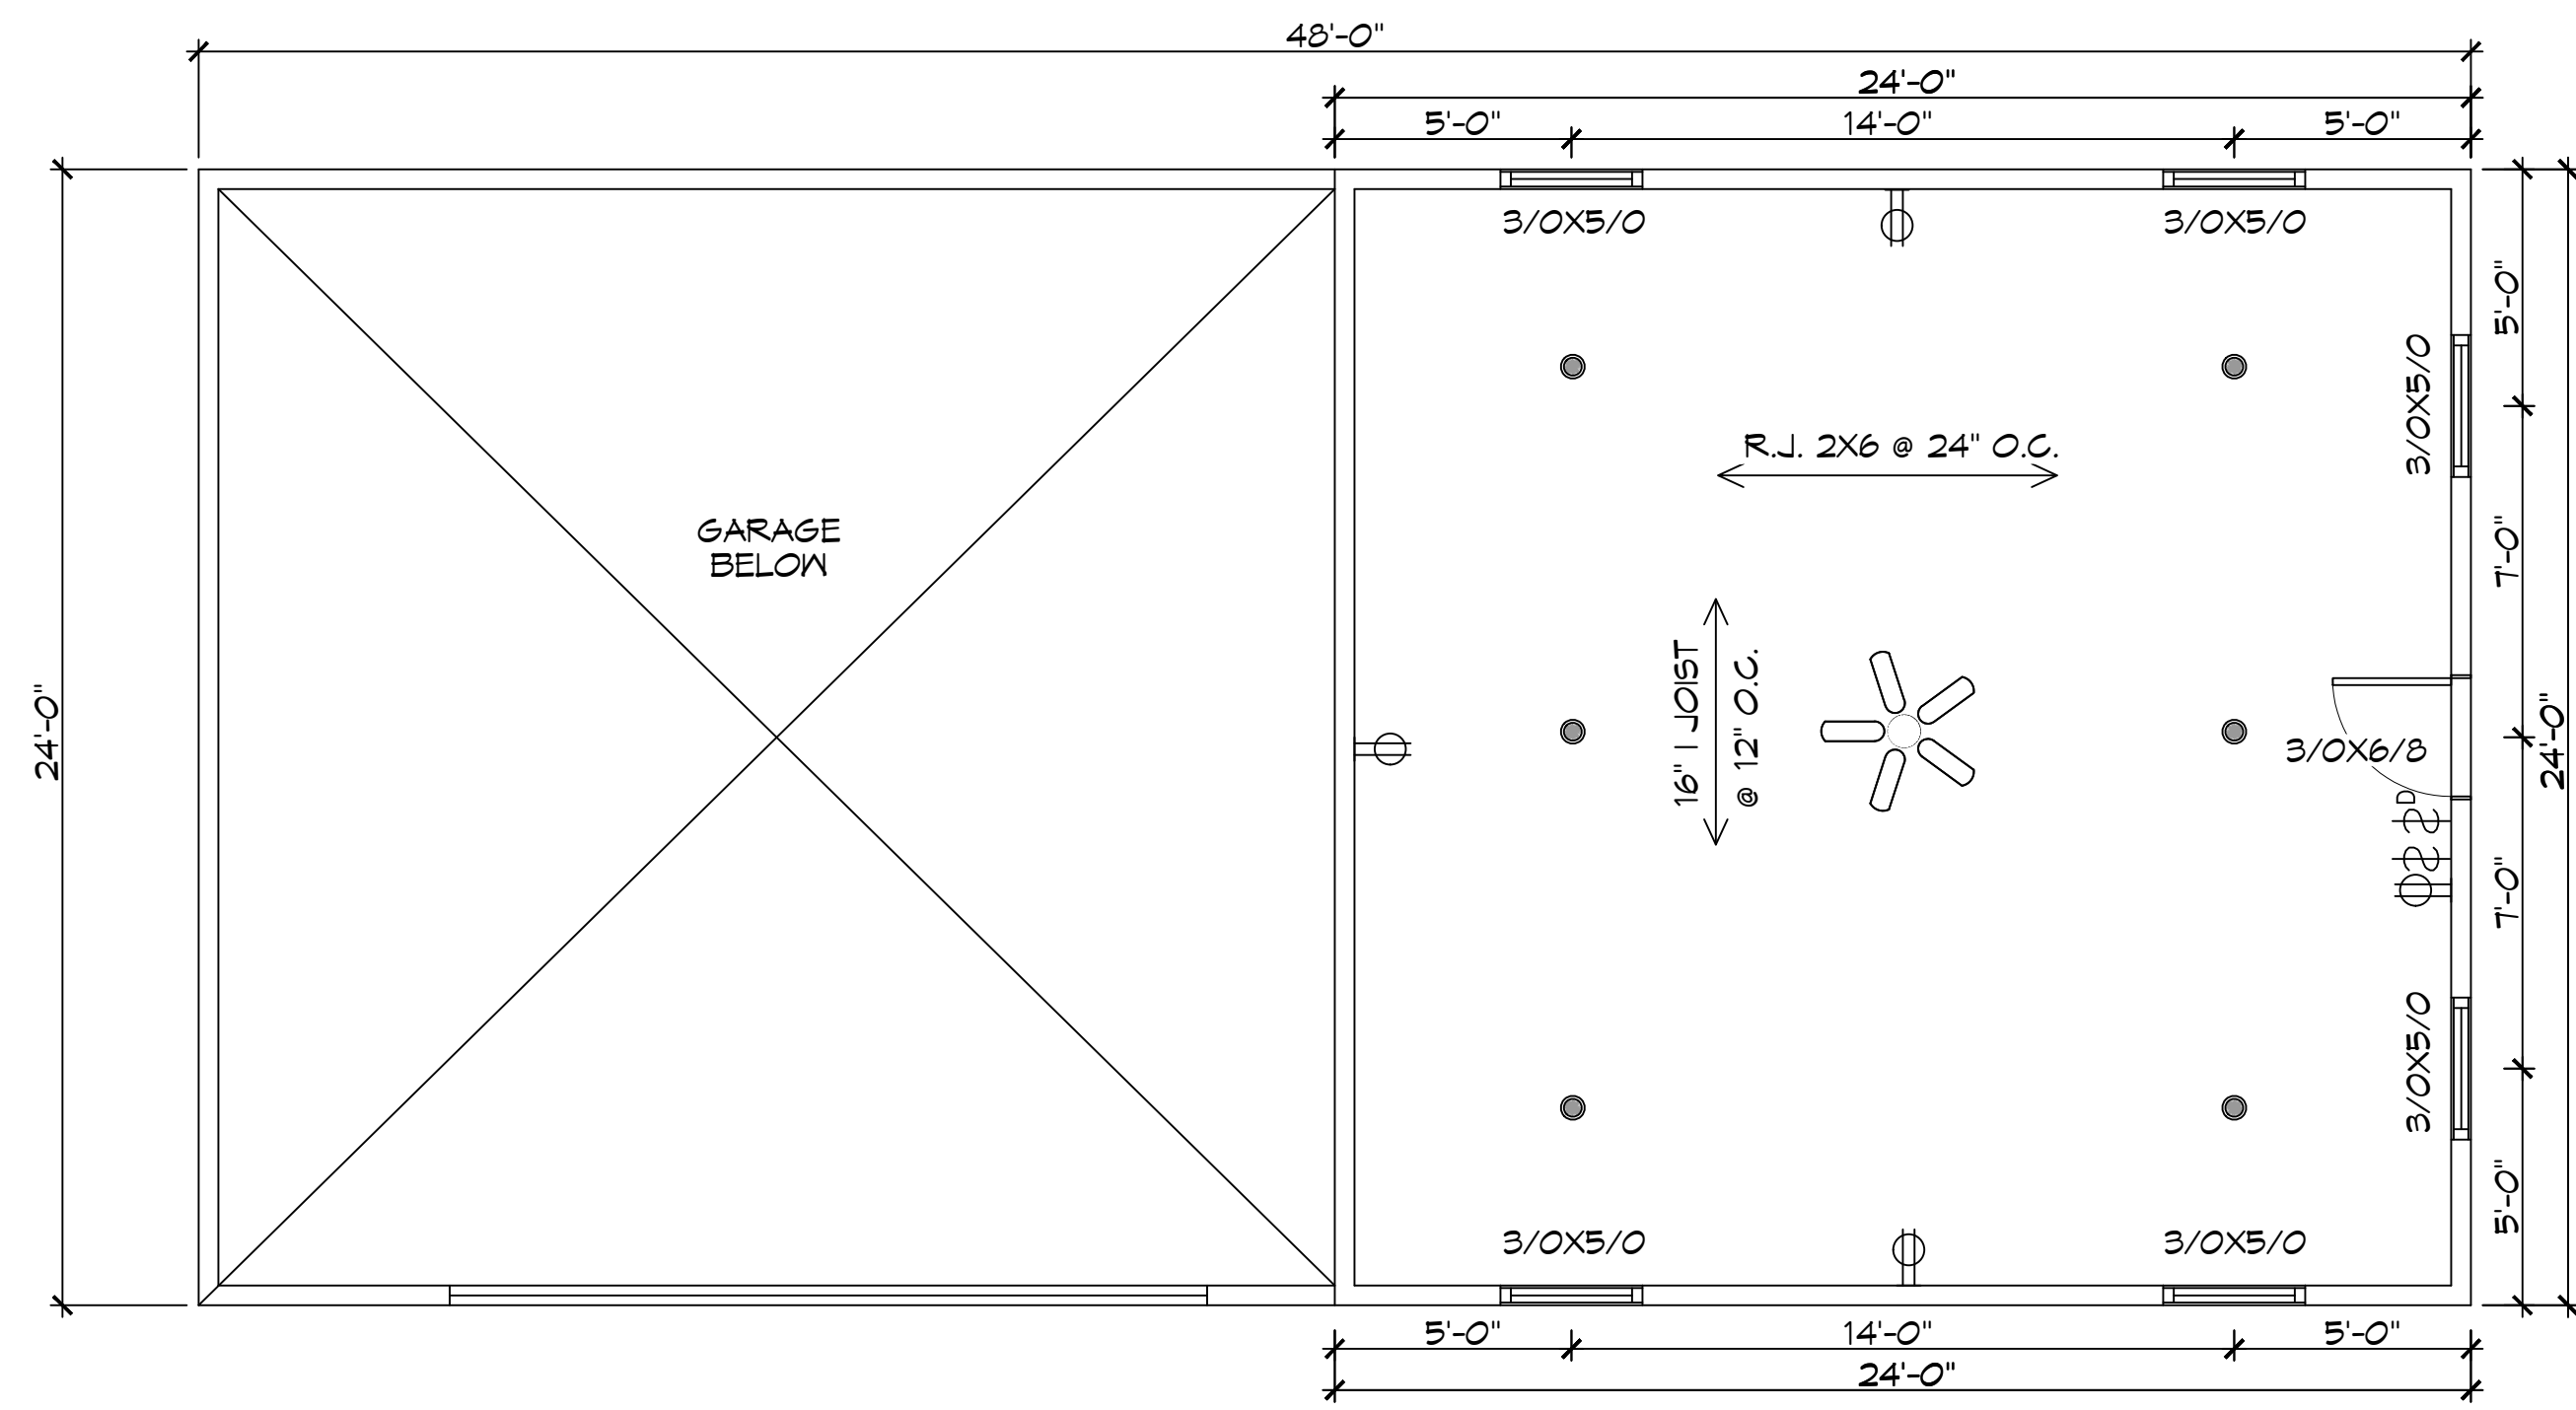 48'-0"
24'-0"
5'-0"
14'-0"
5'-0"
3/0X5/0
3/0X5/0
5'-0"
3/0X5/0
R.J. 2X6 @ 24" O.C.
GARAGE
BELOW
7'-0"
16" I JOIST
@ 12" O.C.
24'-0"
3/0X6/8
24'-0"
D
S
S
7'-0"
3/0X5/0
5'-0"
3/0X5/0
3/0X5/0
5'-0"
14'-0"
5'-0"
24'-0"